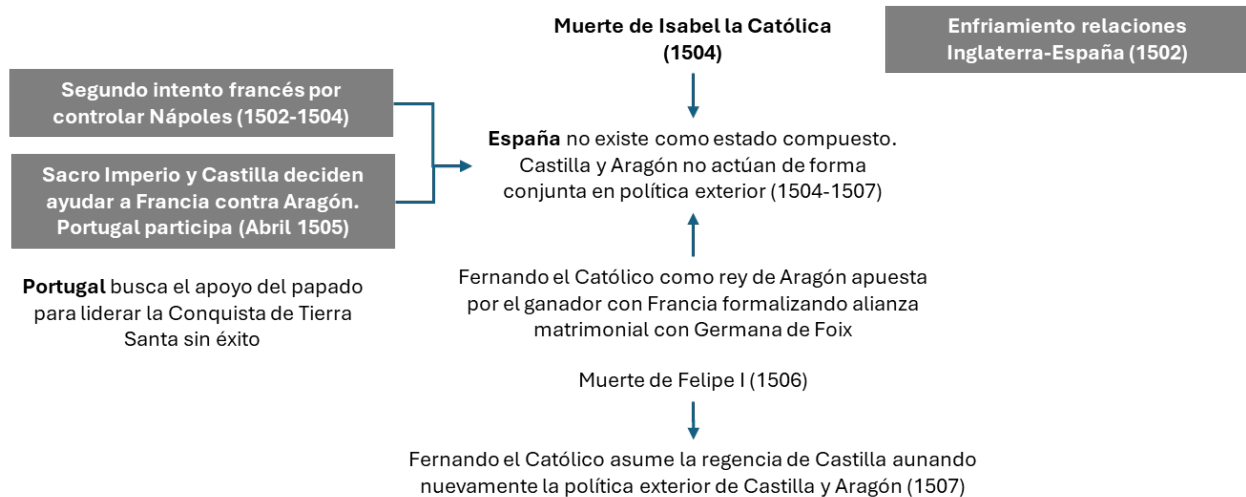 Muerte de Isabel la Católica
(1504)
Enfriamiento relaciones
Inglaterra-España (1502)
Segundo intento francés por
controlar Nápoles (1502-1504)
España no existe como estado compuesto.
Castilla y Aragón no actúan de forma
conjunta en política exterior (1504-1507)
Sacro Imperio y Castilla deciden
ayudar a Francia contra Aragón.
Portugal participa (Abril 1505)
Portugal busca el apoyo del papado
para liderar la Conquista de Tierra
Santa sin éxito
Fernando el Católico como rey de Aragón apuesta
por el ganador con Francia formalizando alianza
matrimonial con Germana de Foix
Muerte de Felipe I (1506)
Fernando el Católico asume la regencia de Castilla aunando
nuevamente la política exterior de Castilla y Aragón (1507)